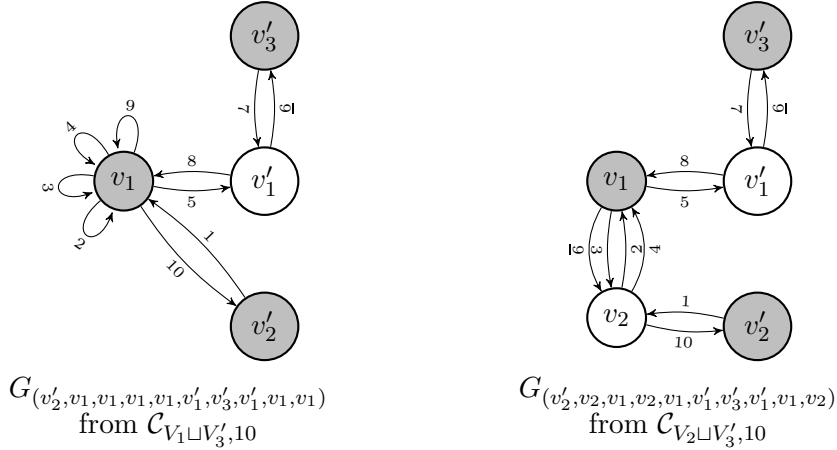 v′₃
7 6̲
9
4
3
2
v₁
8
5
v′₁
1
10
v′₂
G₍v′₂,v₁,v₁,v₁,v₁,v′₁,v′₃,v′₁,v₁,v₁₎
from 𝒞_{V₁⊔V′₃,10}
v′₃
7 6̲
v₁
8
5
v′₁
9̲ 3 2 4
v₂
1
10
v′₂
G₍v′₂,v₂,v₁,v₂,v₁,v′₁,v′₃,v′₁,v₁,v₂₎
from 𝒞_{V₂⊔V′₃,10}